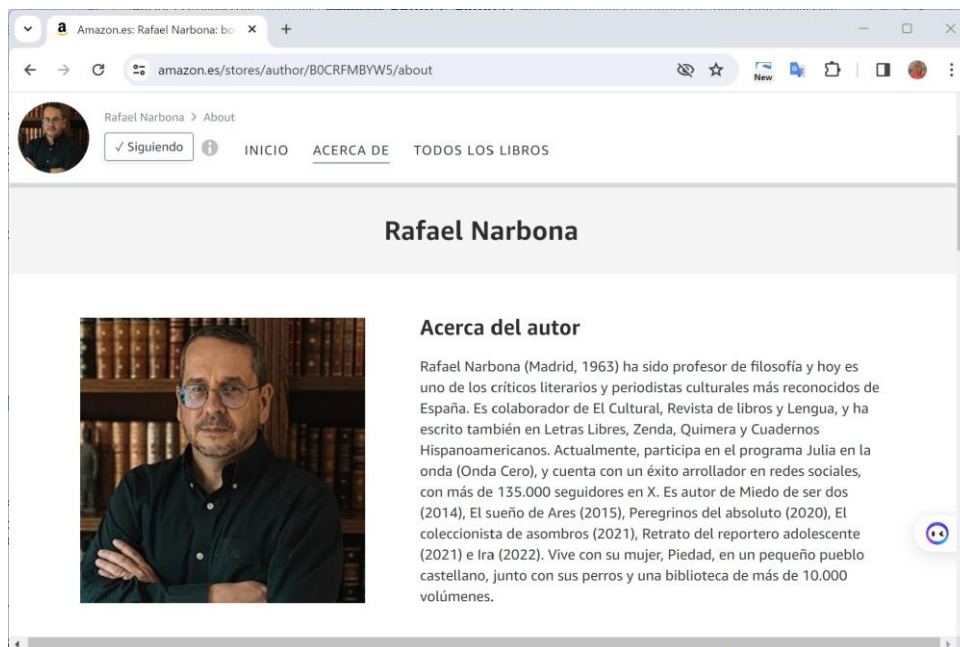 Amazon.es: Rafael Narbona: bo
amazon.es/stores/author/B0CRFMBYW5/about
New
Rafael Narbona > About
✓ Siguiendo
INICIO
ACERCA DE
TODOS LOS LIBROS
Rafael Narbona
Acerca del autor
Rafael Narbona (Madrid, 1963) ha sido profesor de filosofía y hoy es
uno de los críticos literarios y periodistas culturales más reconocidos de
España. Es colaborador de El Cultural, Revista de libros y Lengua, y ha
escrito también en Letras Libres, Zenda, Quimera y Cuadernos
Hispanoamericanos. Actualmente, participa en el programa Julia en la
onda (Onda Cero), y cuenta con un éxito arrollador en redes sociales,
con más de 135.000 seguidores en X. Es autor de Miedo de ser dos
(2014), El sueño de Ares (2015), Peregrinos del absoluto (2020), El
coleccionista de asombros (2021), Retrato del reportero adolescente
(2021) e Ira (2022). Vive con su mujer, Piedad, en un pequeño pueblo
castellano, junto con sus perros y una biblioteca de más de 10.000
volúmenes.